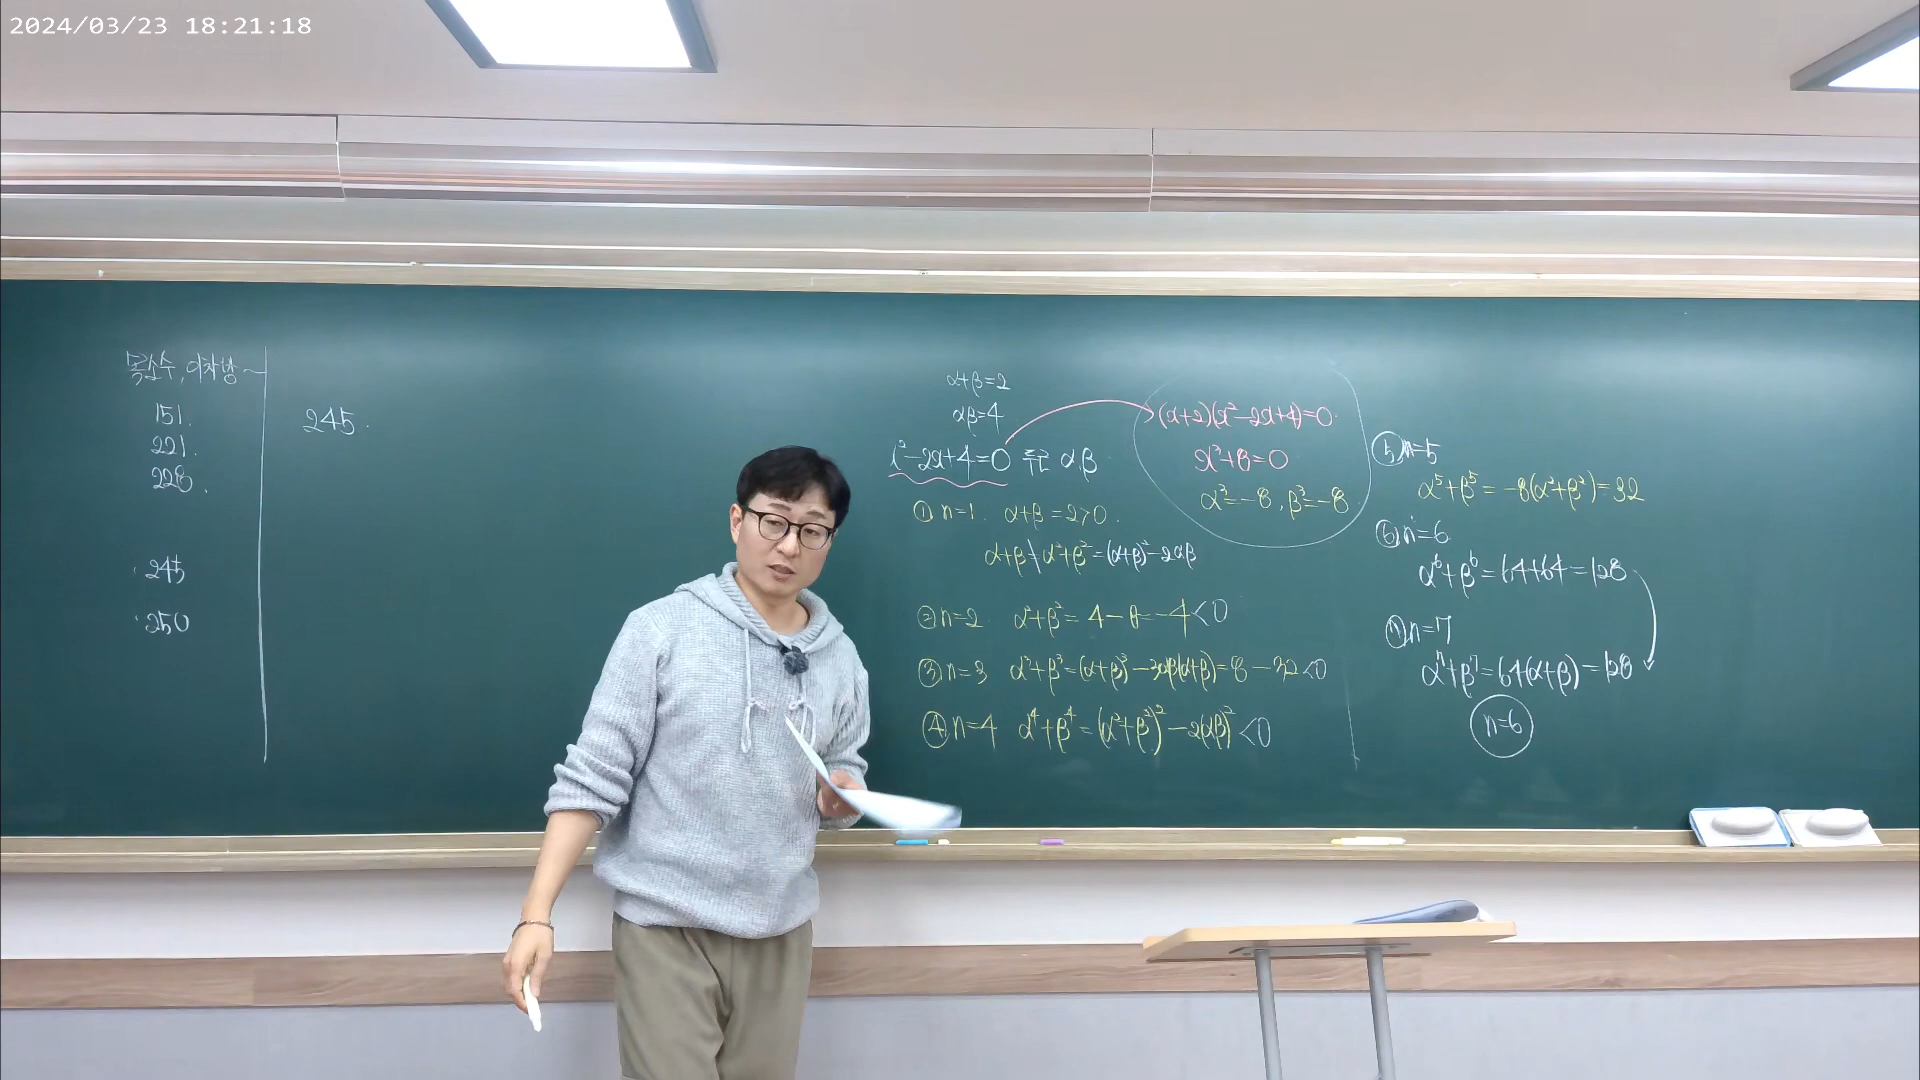 2024/03/23 18:21:18
복소수, 이차방~
151.
221.
228.
245
250
245.
α+β=2
αβ=4
x²-2x+4=0 두근 α, β
① n=1. α+β=2>0.
α+β α²+β²=(α+β)²-2αβ
② n=2 α²+β²=4-8=-4<0
③ n=3 α³+β³=(α+β)³-3αβ(α+β)=8-32<0
④ n=4 α⁴+β⁴=(α²+β²)²-2(αβ)²<0
(x+2)(x²-2x+4)=0.
x³+8=0
α³=-8, β³=-8
⑤ n=5
α⁵+β⁵=-8(α²+β²)=32
⑥ n=6
α⁶+β⁶=64+64=128
⑦ n=7
α⁷+β⁷=64(α+β)=128
n=6